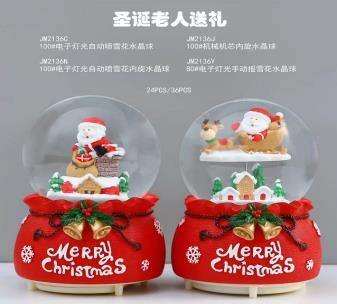 圣诞老人送礼
JM2136C
100#电子灯光自动喷雪花水晶球
JM2136J
100#机械机芯内旋水晶球
JM2136N
100#电子灯光自动喷雪花内旋水晶球
JM2136Y
80#电子灯光手动摇雪花水晶球
24PCS/36PCS
Merry
Christmas
Merry
Christmas